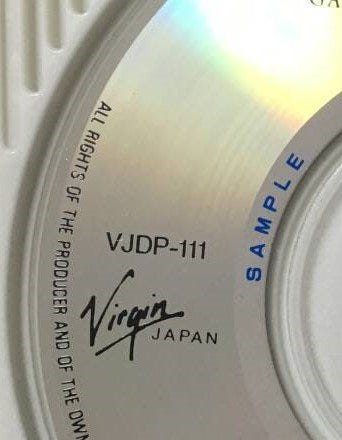 ALL RIGHTS OF THE PRODUCER AND OF THE OWN
SAMPLE
VJDP-111
Virgin
JAPAN